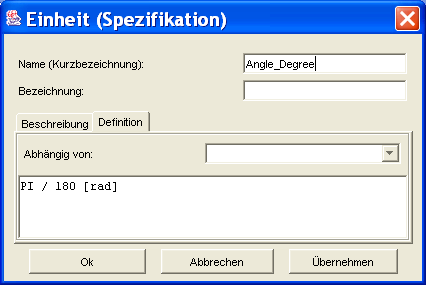 Einheit (Spezifikation)
Name (Kurzbezeichnung): Angle_Degree
Bezeichnung:
Beschreibung Definition
Abhängig von:
PI / 180 [rad]
Ok Abbrechen Übernehmen